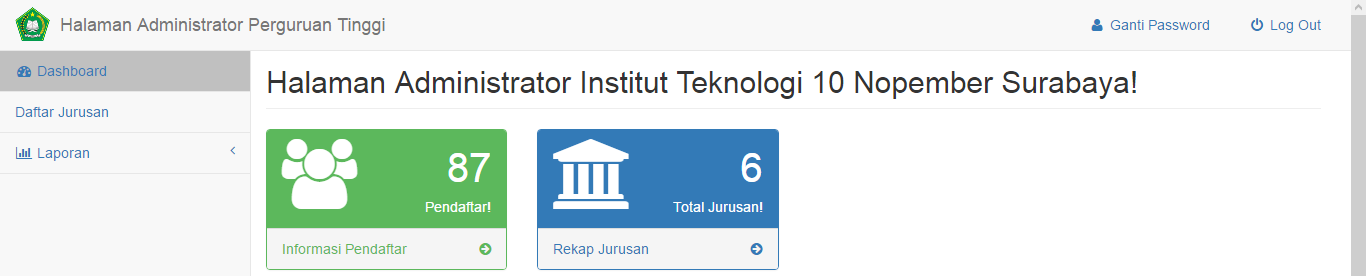 Halaman Administrator Perguruan Tinggi
Ganti Password
Log Out
Dashboard
Daftar Jurusan
Laporan
Halaman Administrator Institut Teknologi 10 Nopember Surabaya!
87
Pendaftar!
Informasi Pendaftar
6
Total Jurusan!
Rekap Jurusan